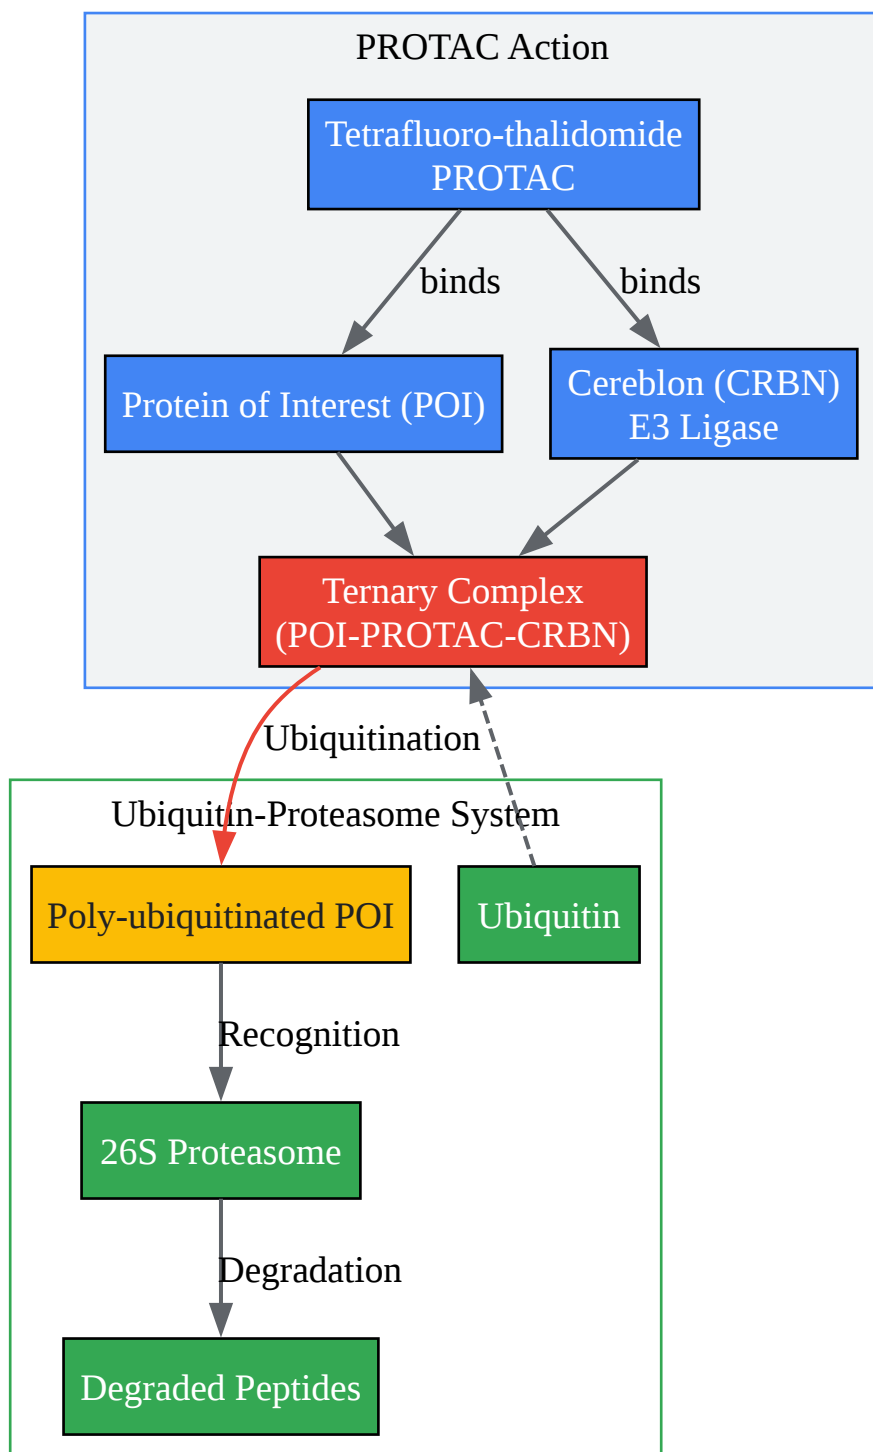 PROTAC Action
Tetrafluoro-thalidomide
PROTAC
binds
binds
Protein of Interest (POI)
Cereblon (CRBN)
E3 Ligase
Ternary Complex
(POI-PROTAC-CRBN)
Ubiquitination
Ubiquitin-Proteasome System
Poly-ubiquitinated POI
Ubiquitin
Recognition
26S Proteasome
Degradation
Degraded Peptides